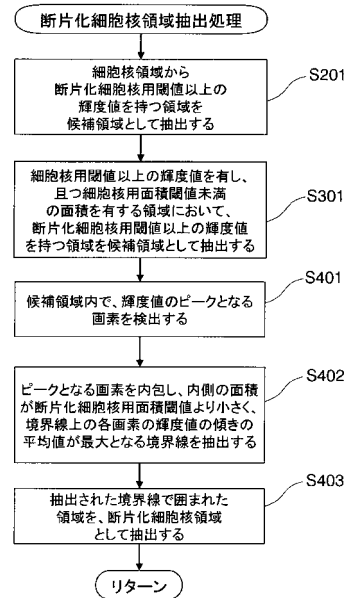 断片化細胞核領域抽出処理
細胞核領域から
断片化細胞核用閾値以上の
輝度値を持つ領域を
候補領域として抽出する
S201
細胞核用閾値以上の輝度値を有し、
且つ細胞核用面積閾値未満
の面積を有する領域において、
断片化細胞核用閾値以上の輝度値
を持つ領域を候補領域として抽出する
S301
候補領域内で、輝度値のピークとなる
画素を検出する
S401
ピークとなる画素を内包し、内側の面積
が断片化細胞核用面積閾値より小さく、
境界線上の各画素の輝度値の傾きの
平均値が最大となる境界線を抽出する
S402
抽出された境界線で囲まれた
領域を、断片化細胞核領域
として抽出する
S403
リターン